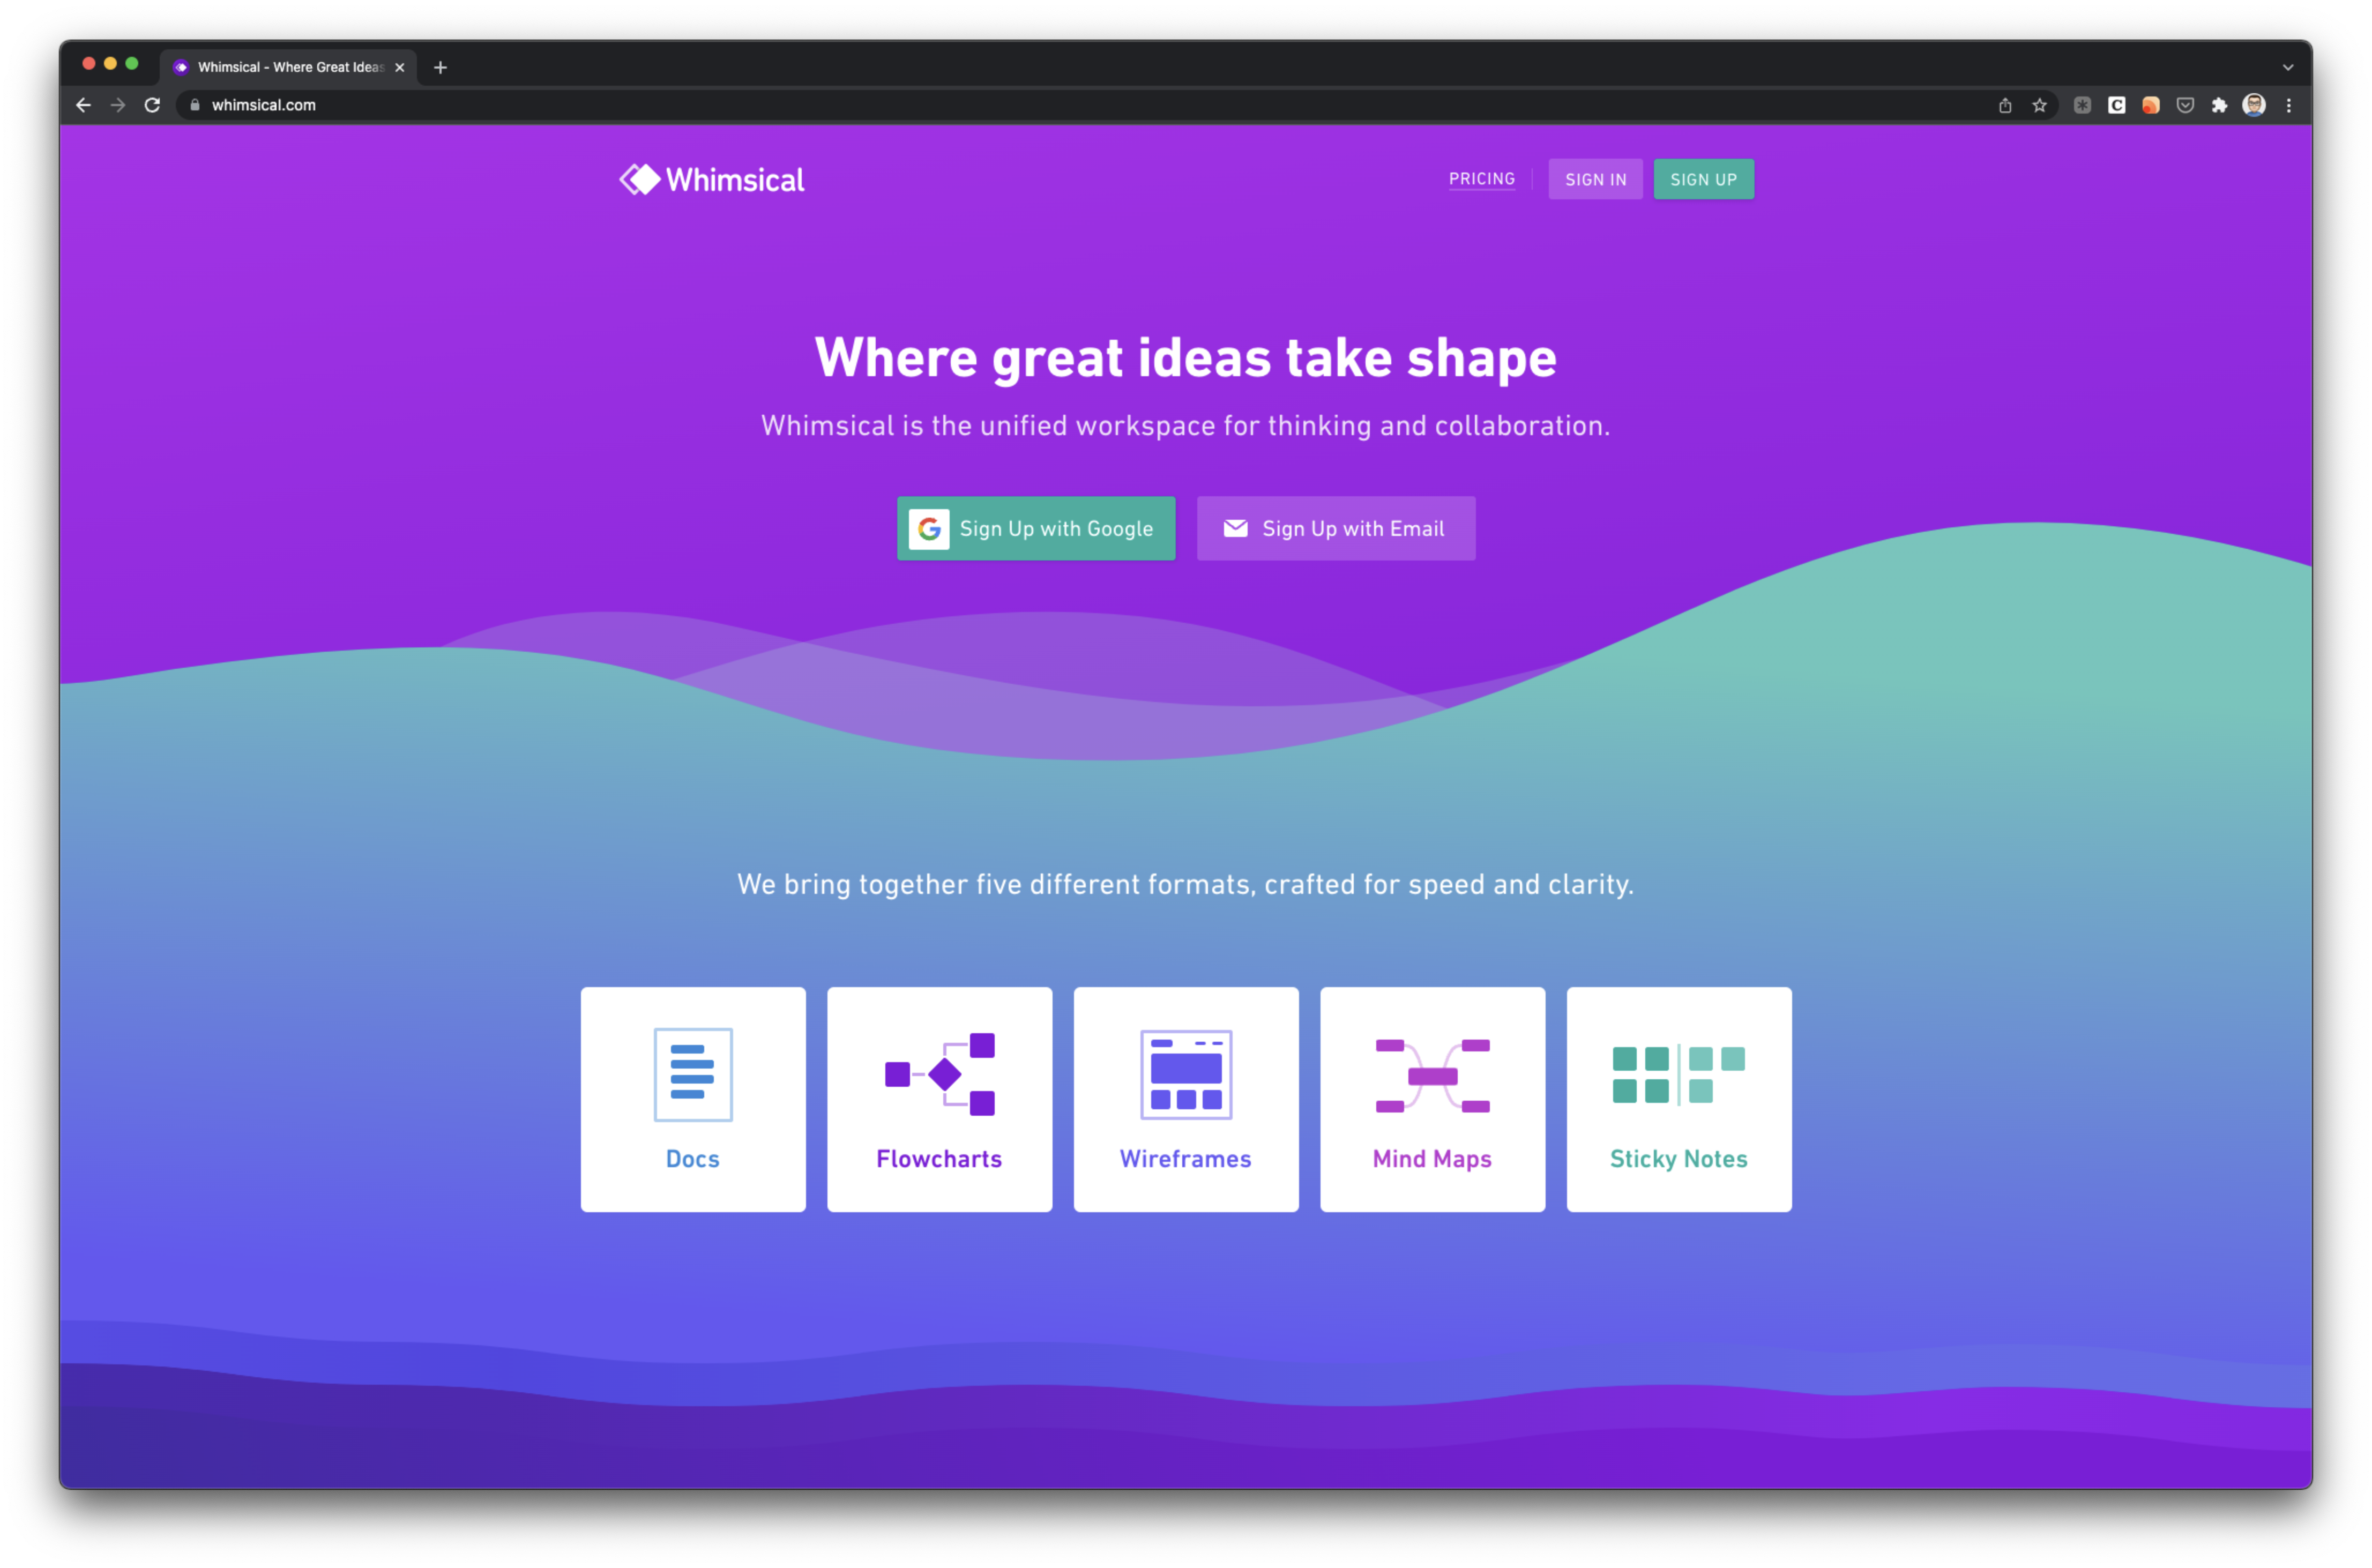 Whimsical - Where Great Ideas
whimsical.com
Whimsical
PRICING
SIGN IN
SIGN UP
Where great ideas take shape
Whimsical is the unified workspace for thinking and collaboration.
Sign Up with Google
Sign Up with Email
We bring together five different formats, crafted for speed and clarity.
Docs
Flowcharts
Wireframes
Mind Maps
Sticky Notes